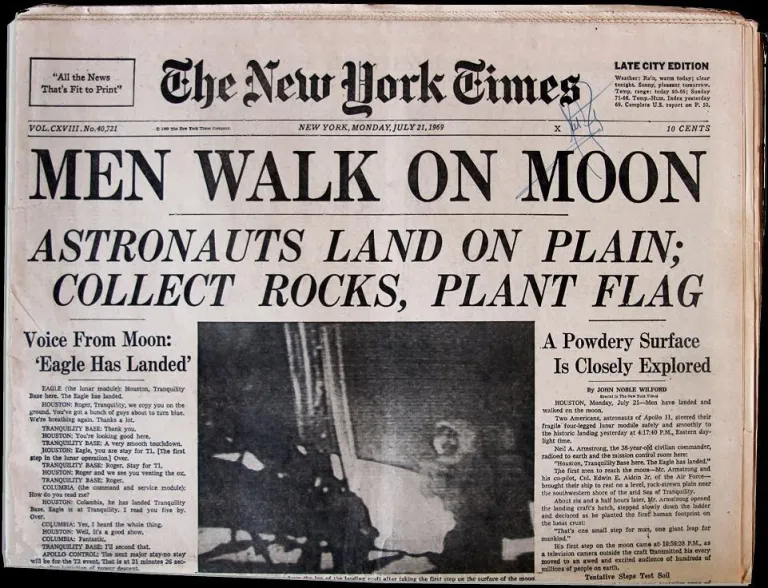 "All the News
That's Fit to Print"
The New York Times
LATE CITY EDITION
Weather: Rain, warm today; clear
tonight. Sunny, pleasant tomorrow.
Temp. range: today 80-66; Sunday
71-66. Temp.-Hum. Index yesterday
69. Complete U.S. report on P. 53.
VOL. CXVIII. No. 40,721
© 1969 The New York Times Company.
NEW YORK, MONDAY, JULY 21, 1969
X
10 CENTS
MEN WALK ON MOON
ASTRONAUTS LAND ON PLAIN;
COLLECT ROCKS, PLANT FLAG
Voice From Moon:
'Eagle Has Landed'
EAGLE (the lunar module): Houston, Tranquility
Base here. The Eagle has landed.
HOUSTON: Roger, Tranquility, we copy you on the
ground. You've got a bunch of guys about to turn blue.
We're breathing again. Thanks a lot.
TRANQUILITY BASE: Thank you.
HOUSTON: You're looking good here.
TRANQUILITY BASE: A very smooth touchdown.
HOUSTON: Eagle, you are stay for T1. [The first
step in the lunar operation.] Over.
TRANQUILITY BASE: Roger. Stay for T1.
HOUSTON: Roger and we see you venting the ox.
TRANQUILITY BASE: Roger.
COLUMBIA (the command and service module):
How do you read me?
HOUSTON: Columbia, he has landed Tranquility
Base. Eagle is at Tranquility. I read you five by.
Over.
COLUMBIA: Yes, I heard the whole thing.
HOUSTON: Well, it's a good show.
COLUMBIA: Fantastic.
TRANQUILITY BASE: I'll second that.
APOLLO CONTROL: The next major stay-no stay
will be for the T2 event. That is at 21 minutes 26 sec-
A Powdery Surface
Is Closely Explored
By JOHN NOBLE WILFORD
Special to The New York Times
HOUSTON, Monday, July 21—Men have landed and
walked on the moon.
Two Americans, astronauts of Apollo 11, steered their
fragile four-legged lunar module safely and smoothly to
the historic landing yesterday at 4:17:40 P.M., Eastern day-
light time.
Neil A. Armstrong, the 38-year-old civilian commander,
radioed to earth and the mission control room here:
"Houston, Tranquility Base here. The Eagle has landed."
The first men to reach the moon—Mr. Armstrong and
his co-pilot, Col. Edwin E. Aldrin Jr. of the Air Force—
brought their ship to rest on a level, rock-strewn plain near
the southwestern shore of the arid Sea of Tranquility.
About six and a half hours later, Mr. Armstrong opened
the landing craft's hatch, stepped slowly down the ladder
and declared as he planted the first human footprint on
the lunar crust:
"That's one small step for man, one giant leap for
mankind."
His first step on the moon came at 10:56:20 P.M., as
a television camera outside the craft transmitted his every
move to an awed and excited audience of hundreds of
millions of people on earth.
Tentative Steps Test Soil
leg of the landing craft after taking the first step on the surface of the moon